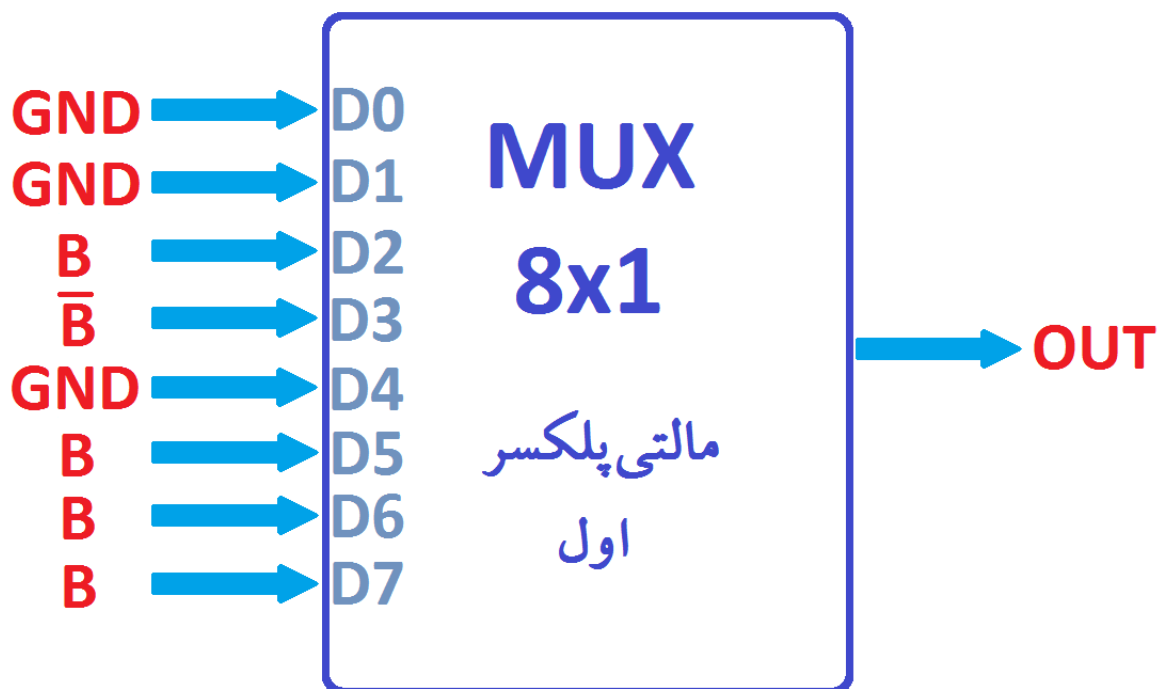 GND D0
GND D1
B D2
B̅ D3
GND D4
B D5
B D6
B D7
MUX
8x1
مالتی‌پلکسر
اول
OUT